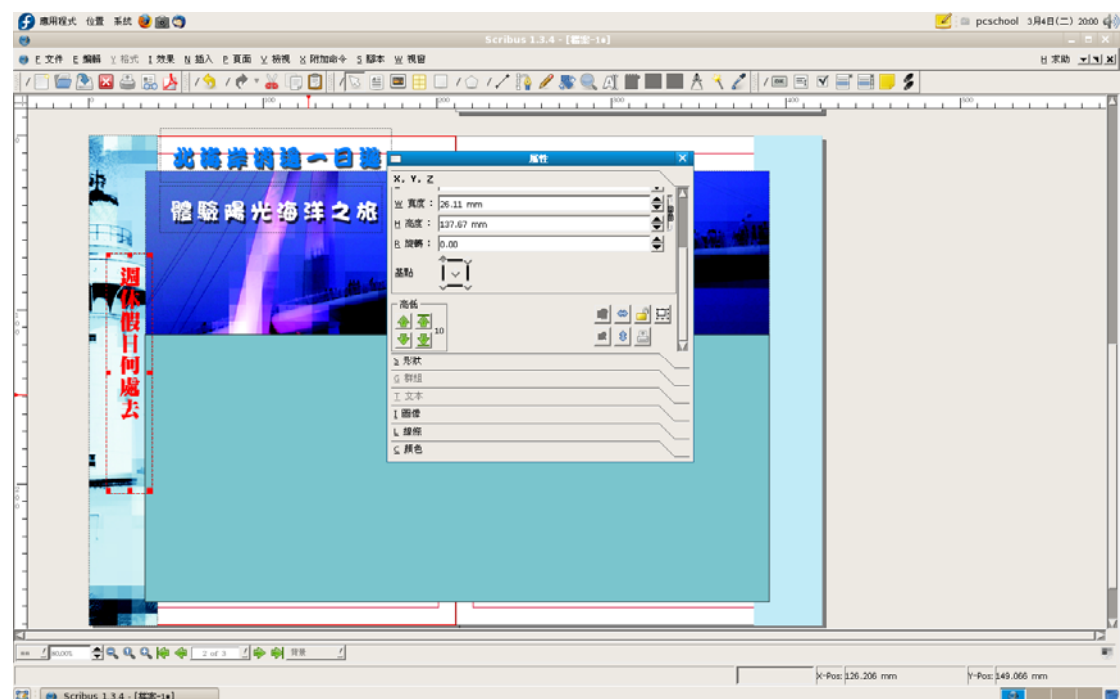 應用程式 位置 系統
pcschool 3月4日(二) 20:00
Scribus 1.3.4 - [檔案-1*]
F 文件 E 編輯 Y 格式 I 效果 N 插入 P 頁面 V 檢視 X 附加命令 S 腳本 W 視窗 H 求助
北海岸消遙一日遊
體驗陽光海洋之旅
週休假日何處去
屬性
X, Y, Z
W 寬度: 26.11 mm
H 高度: 137.67 mm
R 旋轉: 0.00
基點
高低
10
S 形狀
G 群組
T 文本
I 圖像
L 線條
C 顏色
2 of 3 背景
X-Pos: 126.206 mm Y-Pos: 149.066 mm
Scribus 1.3.4 - [檔案-1*]